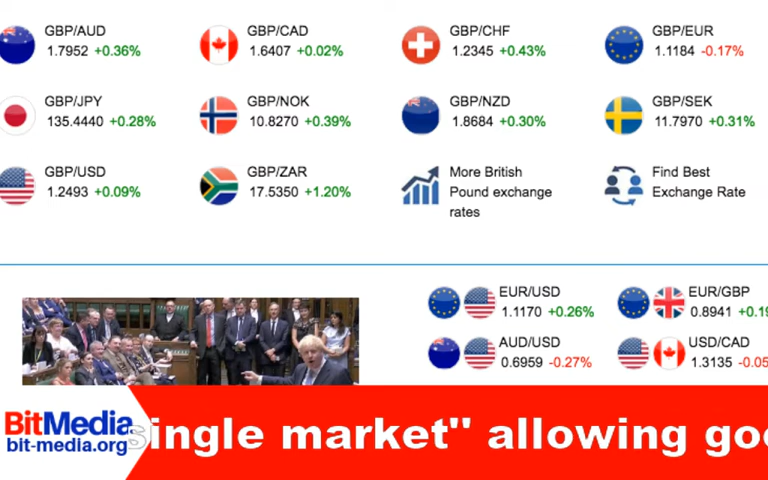 GBP/AUD
1.7952 +0.36%
GBP/CAD
1.6407 +0.02%
GBP/CHF
1.2345 +0.43%
GBP/EUR
1.1184 -0.17%
GBP/JPY
135.4440 +0.28%
GBP/NOK
10.8270 +0.39%
GBP/NZD
1.8684 +0.30%
GBP/SEK
11.7970 +0.31%
GBP/USD
1.2493 +0.09%
GBP/ZAR
17.5350 +1.20%
More British
Pound exchange
rates
Find Best
Exchange Rate
EUR/USD
1.1170 +0.26%
EUR/GBP
0.8941 +0.19
AUD/USD
0.6959 -0.27%
USD/CAD
1.3135 -0.05
BitMedia
bit-media.org
single market" allowing goo